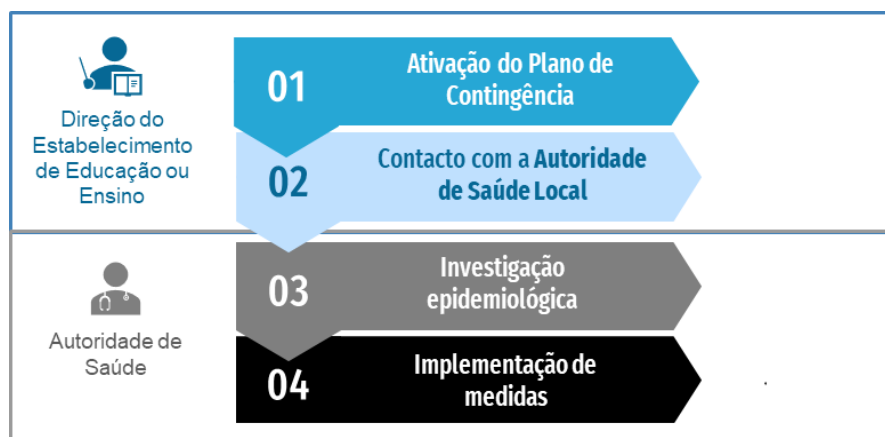 Direção do
Estabelecimento
de Educação ou
Ensino
01
Ativação do Plano de
Contingência
02
Contacto com a Autoridade
de Saúde Local
Autoridade de
Saúde
03
Investigação
epidemiológica
04
Implementação de
medidas
.